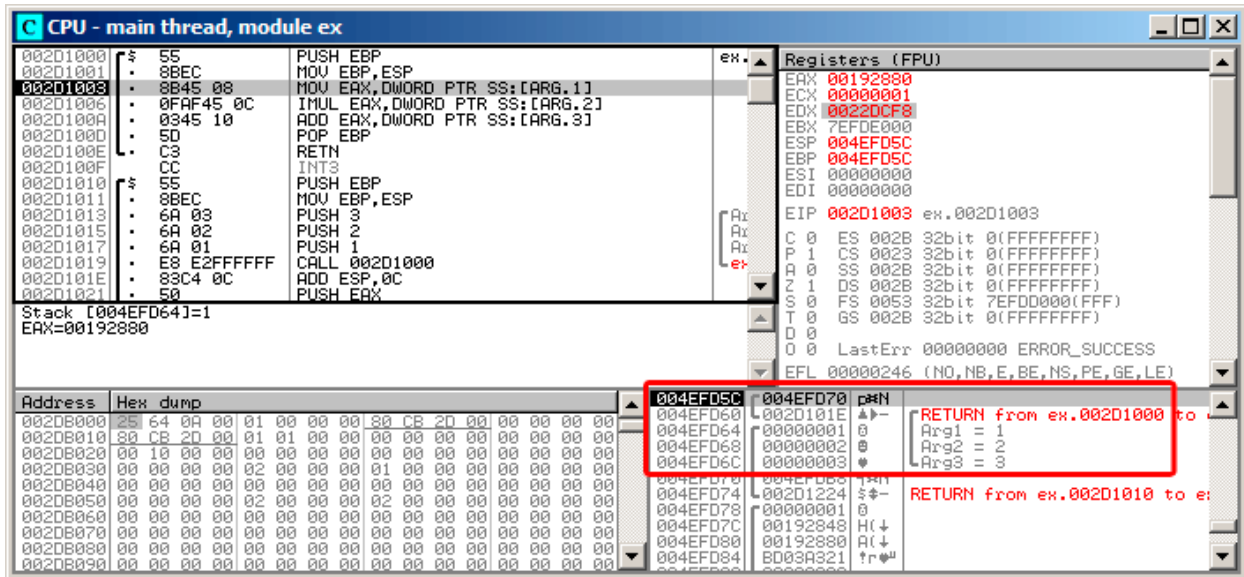 C CPU - main thread, module ex
002D1000 $ 55 PUSH EBP ex.
002D1001 . 8BEC MOV EBP,ESP
002D1003 . 8B45 08 MOV EAX,DWORD PTR SS:[ARG.1]
002D1006 . 0FAF45 0C IMUL EAX,DWORD PTR SS:[ARG.2]
002D100A . 0345 10 ADD EAX,DWORD PTR SS:[ARG.3]
002D100D . 5D POP EBP
002D100E . C3 RETN
002D100F CC INT3
002D1010 $ 55 PUSH EBP
002D1011 . 8BEC MOV EBP,ESP
002D1013 . 6A 03 PUSH 3 Ar
002D1015 . 6A 02 PUSH 2 Ar
002D1017 . 6A 01 PUSH 1 Ar
002D1019 . E8 E2FFFFFF CALL 002D1000 ex
002D101E . 83C4 0C ADD ESP,0C
002D1021 . 50 PUSH EAX
Stack [004EFD64]=1
EAX=00192880
Registers (FPU)
EAX 00192880
ECX 00000001
EDX 0022DCF8
EBX 7EFDE000
ESP 004EFD5C
EBP 004EFD5C
ESI 00000000
EDI 00000000
EIP 002D1003 ex.002D1003
C 0 ES 002B 32bit 0(FFFFFFFF)
P 1 CS 0023 32bit 0(FFFFFFFF)
A 0 SS 002B 32bit 0(FFFFFFFF)
Z 1 DS 002B 32bit 0(FFFFFFFF)
S 0 FS 0053 32bit 7EFDD000(FFF)
T 0 GS 002B 32bit 0(FFFFFFFF)
D 0
O 0 LastErr 00000000 ERROR_SUCCESS
EFL 00000246 (NO,NB,E,BE,NS,PE,GE,LE)
Address Hex dump
002DB000 25 64 0A 00 01 00 00 00 80 CB 2D 00 00 00 00 00
002DB010 80 CB 2D 00 01 01 00 00 00 00 00 00 00 00 00 00
002DB020 00 10 00 00 00 00 00 00 00 00 00 00 00 00 00 00
002DB030 00 00 00 00 02 00 00 00 01 00 00 00 00 00 00 00
002DB040 00 00 00 00 00 00 00 00 00 00 00 00 00 00 00 00
002DB050 00 00 00 00 02 00 00 00 02 00 00 00 00 00 00 00
002DB060 00 00 00 00 00 00 00 00 00 00 00 00 00 00 00 00
002DB070 00 00 00 00 00 00 00 00 00 00 00 00 00 00 00 00
002DB080 00 00 00 00 00 00 00 00 00 00 00 00 00 00 00 00
002DB090 00 00 00 00 00 00 00 00 00 00 00 00 00 00 00 00
004EFD5C 004EFD70
004EFD60 002D101E RETURN from ex.002D1000 to
004EFD64 00000001 Arg1 = 1
004EFD68 00000002 Arg2 = 2
004EFD6C 00000003 Arg3 = 3
004EFD70 004EFDB8
004EFD74 002D1224 RETURN from ex.002D1010 to ex
004EFD78 00000001
004EFD7C 00192848 H(↓
004EFD80 00192880
004EFD84 BD03A321